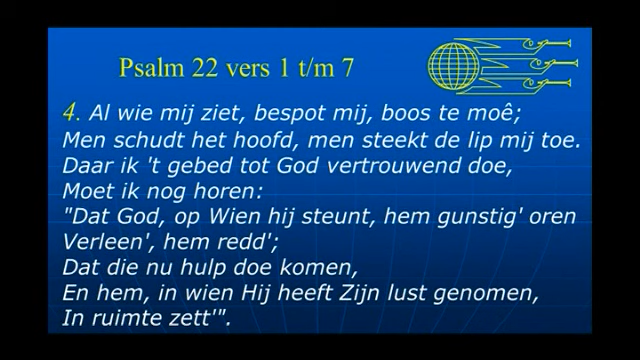 Psalm 22 vers 1 t/m 7
4. Al wie mij ziet, bespot mij, boos te moê;
Men schudt het hoofd, men steekt de lip mij toe.
Daar ik 't gebed tot God vertrouwend doe,
Moet ik nog horen:
"Dat God, op Wien hij steunt, hem gunstig' oren
Verleen', hem redd';
Dat die nu hulp doe komen,
En hem, in wien Hij heeft Zijn lust genomen,
In ruimte zett'".